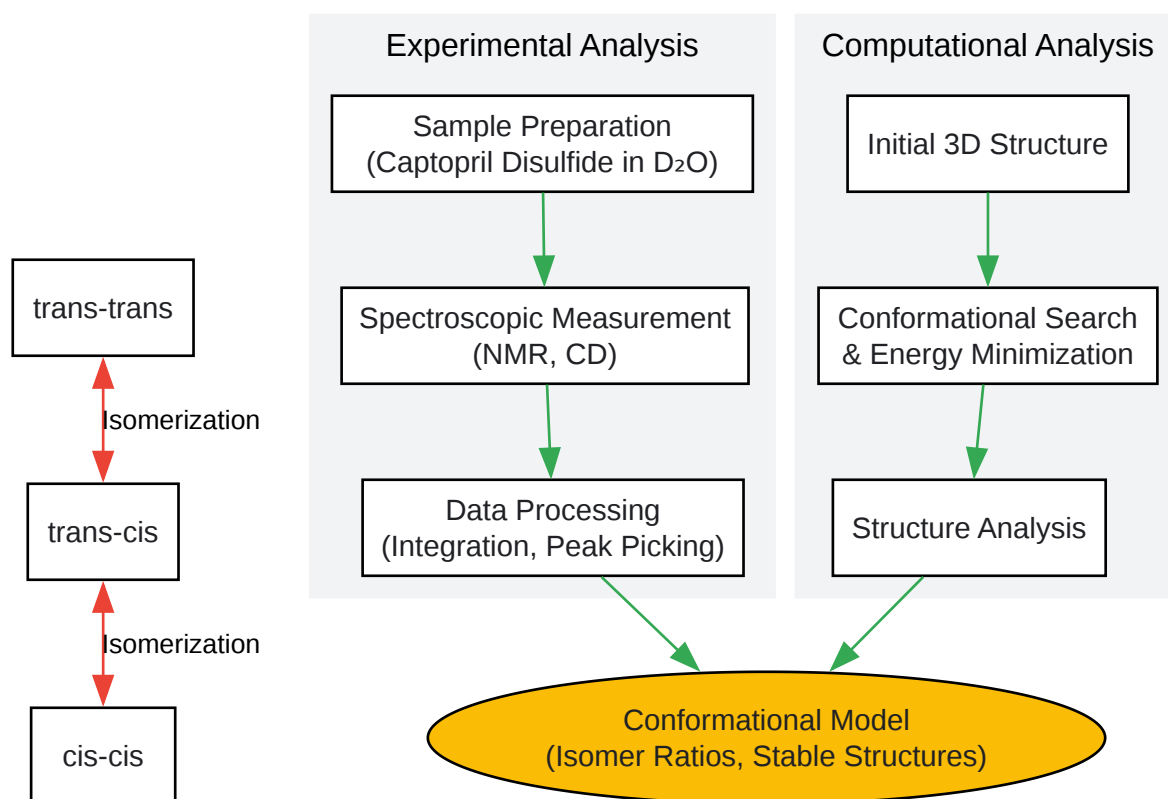 Experimental Analysis
Computational Analysis
Sample Preparation
(Captopril Disulfide in D₂O)
Initial 3D Structure
trans-trans
Spectroscopic Measurement
(NMR, CD)
Conformational Search
& Energy Minimization
Isomerization
trans-cis
Data Processing
(Integration, Peak Picking)
Structure Analysis
Isomerization
cis-cis
Conformational Model
(Isomer Ratios, Stable Structures)